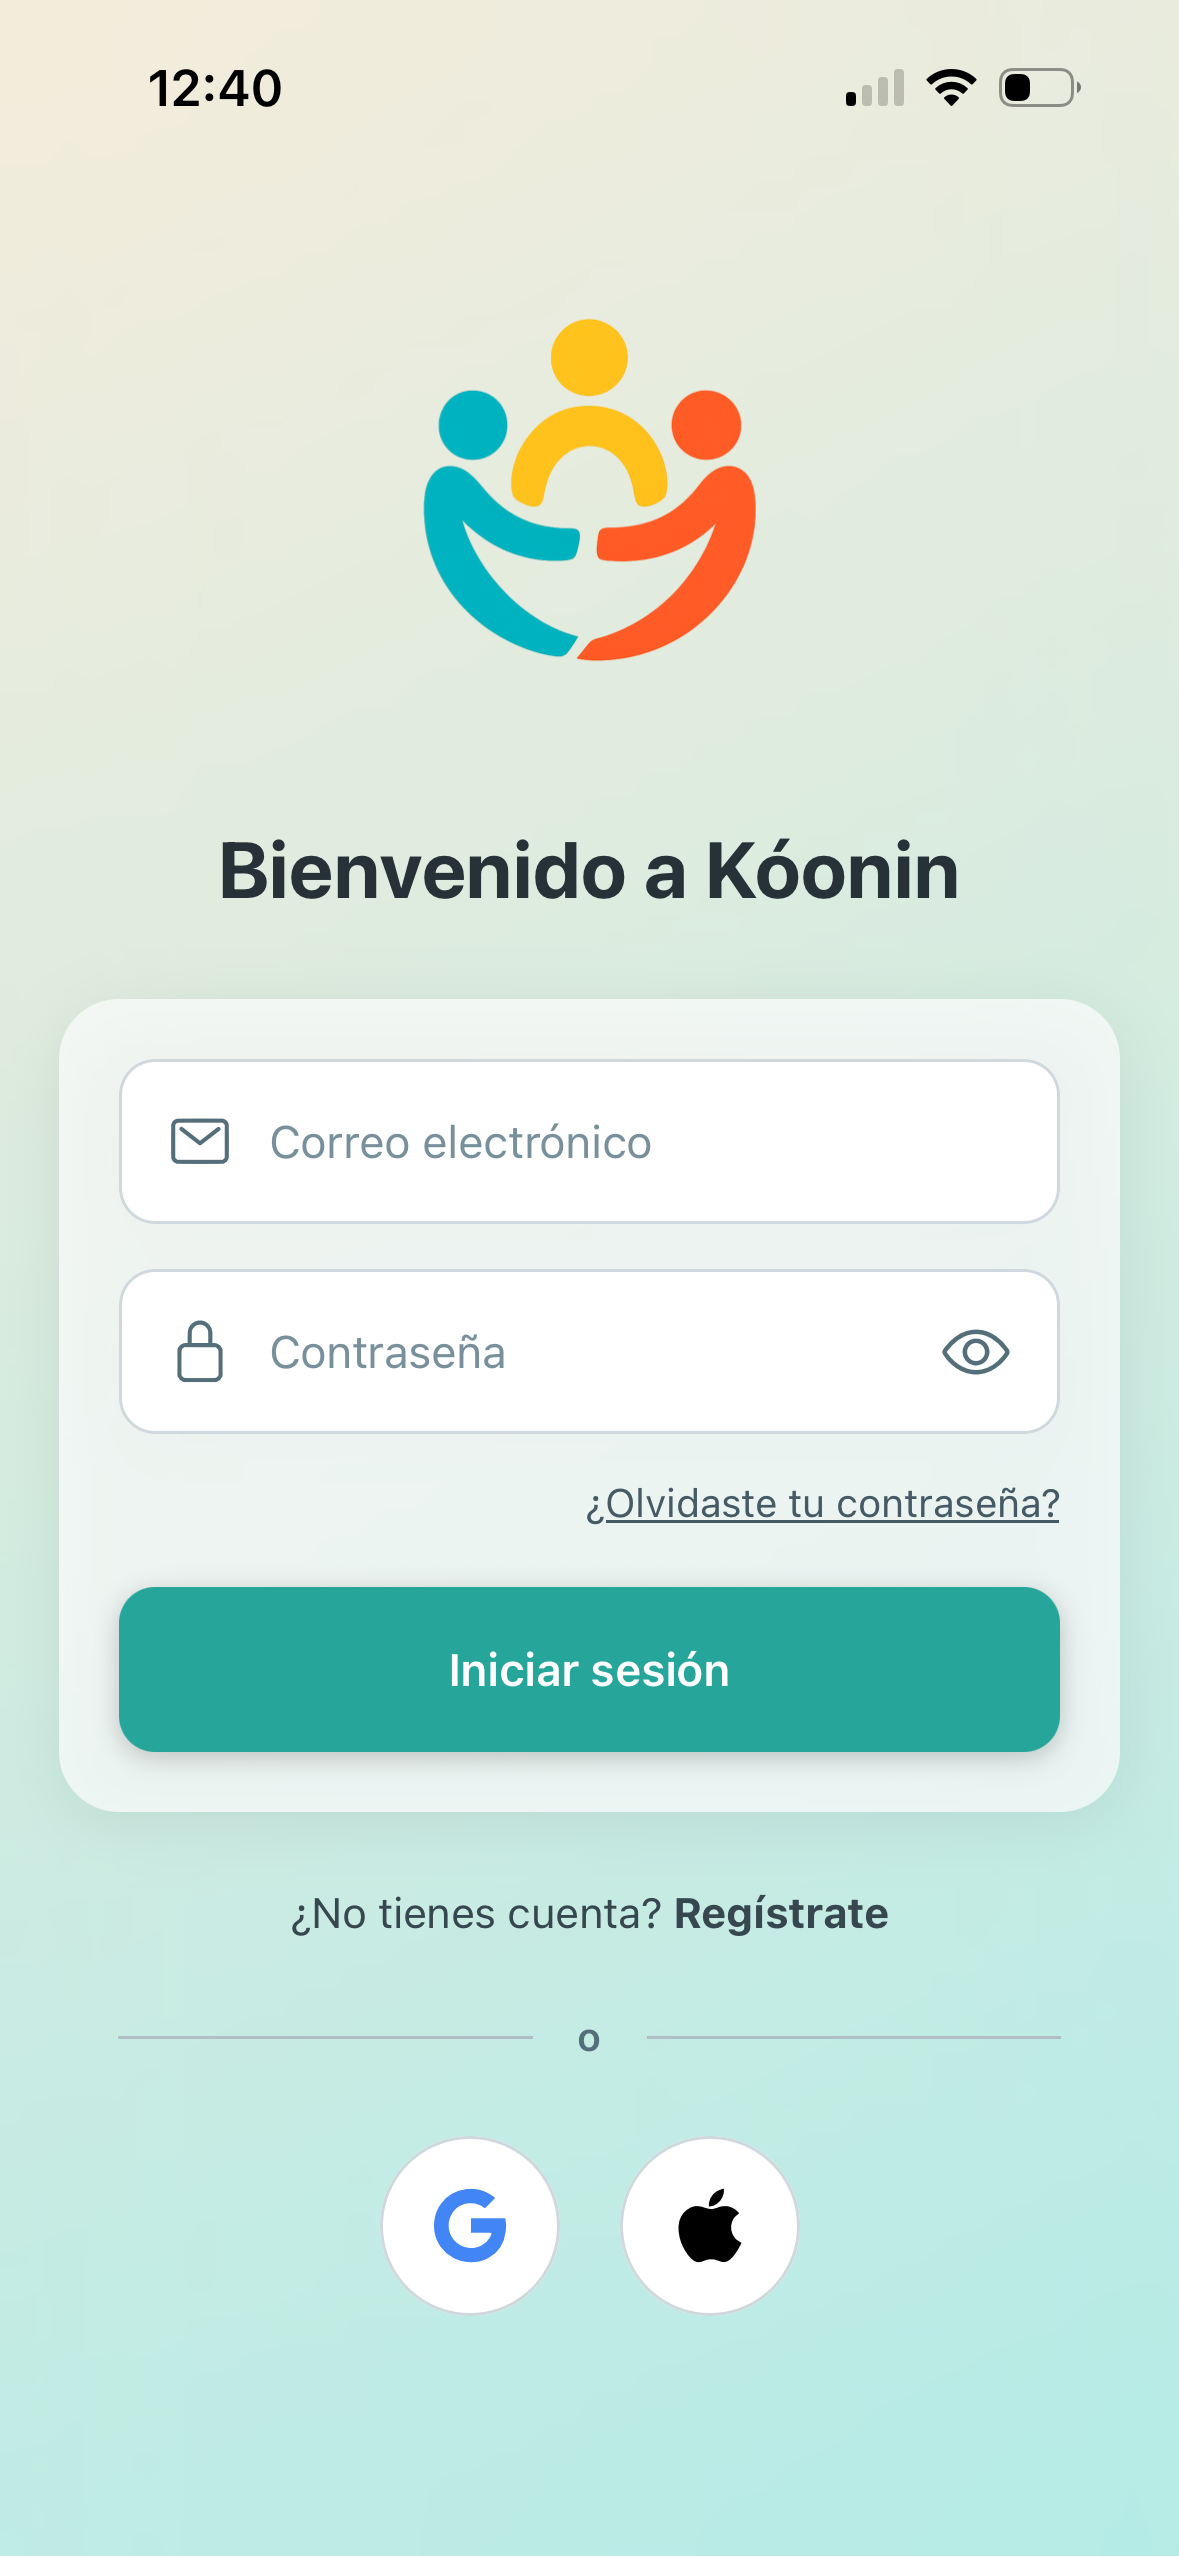 12:40
Bienvenido a Kóonin
Correo electrónico
Contraseña
¿Olvidaste tu contraseña?
Iniciar sesión
¿No tienes cuenta? Regístrate
o